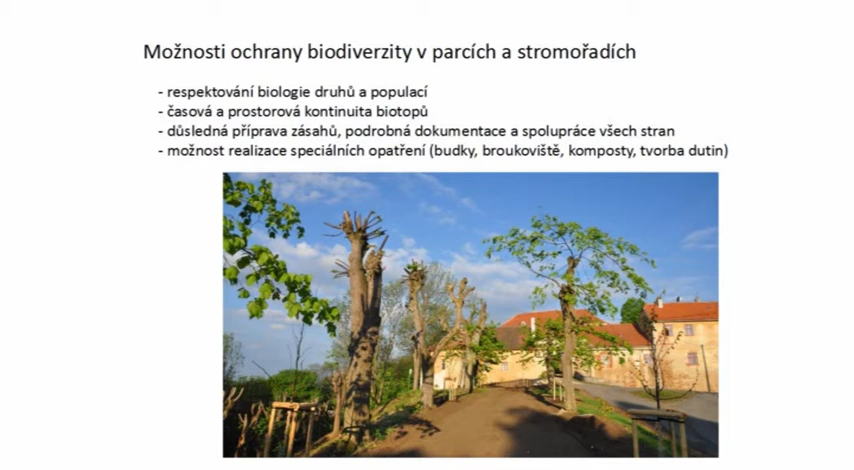 Možnosti ochrany biodiverzity v parcích a stromořadích
- respektování biologie druhů a populací
- časová a prostorová kontinuita biotopů
- důsledná příprava zásahů, podrobná dokumentace a spolupráce všech stran
- možnost realizace speciálních opatření (budky, broukoviště, komposty, tvorba dutin)